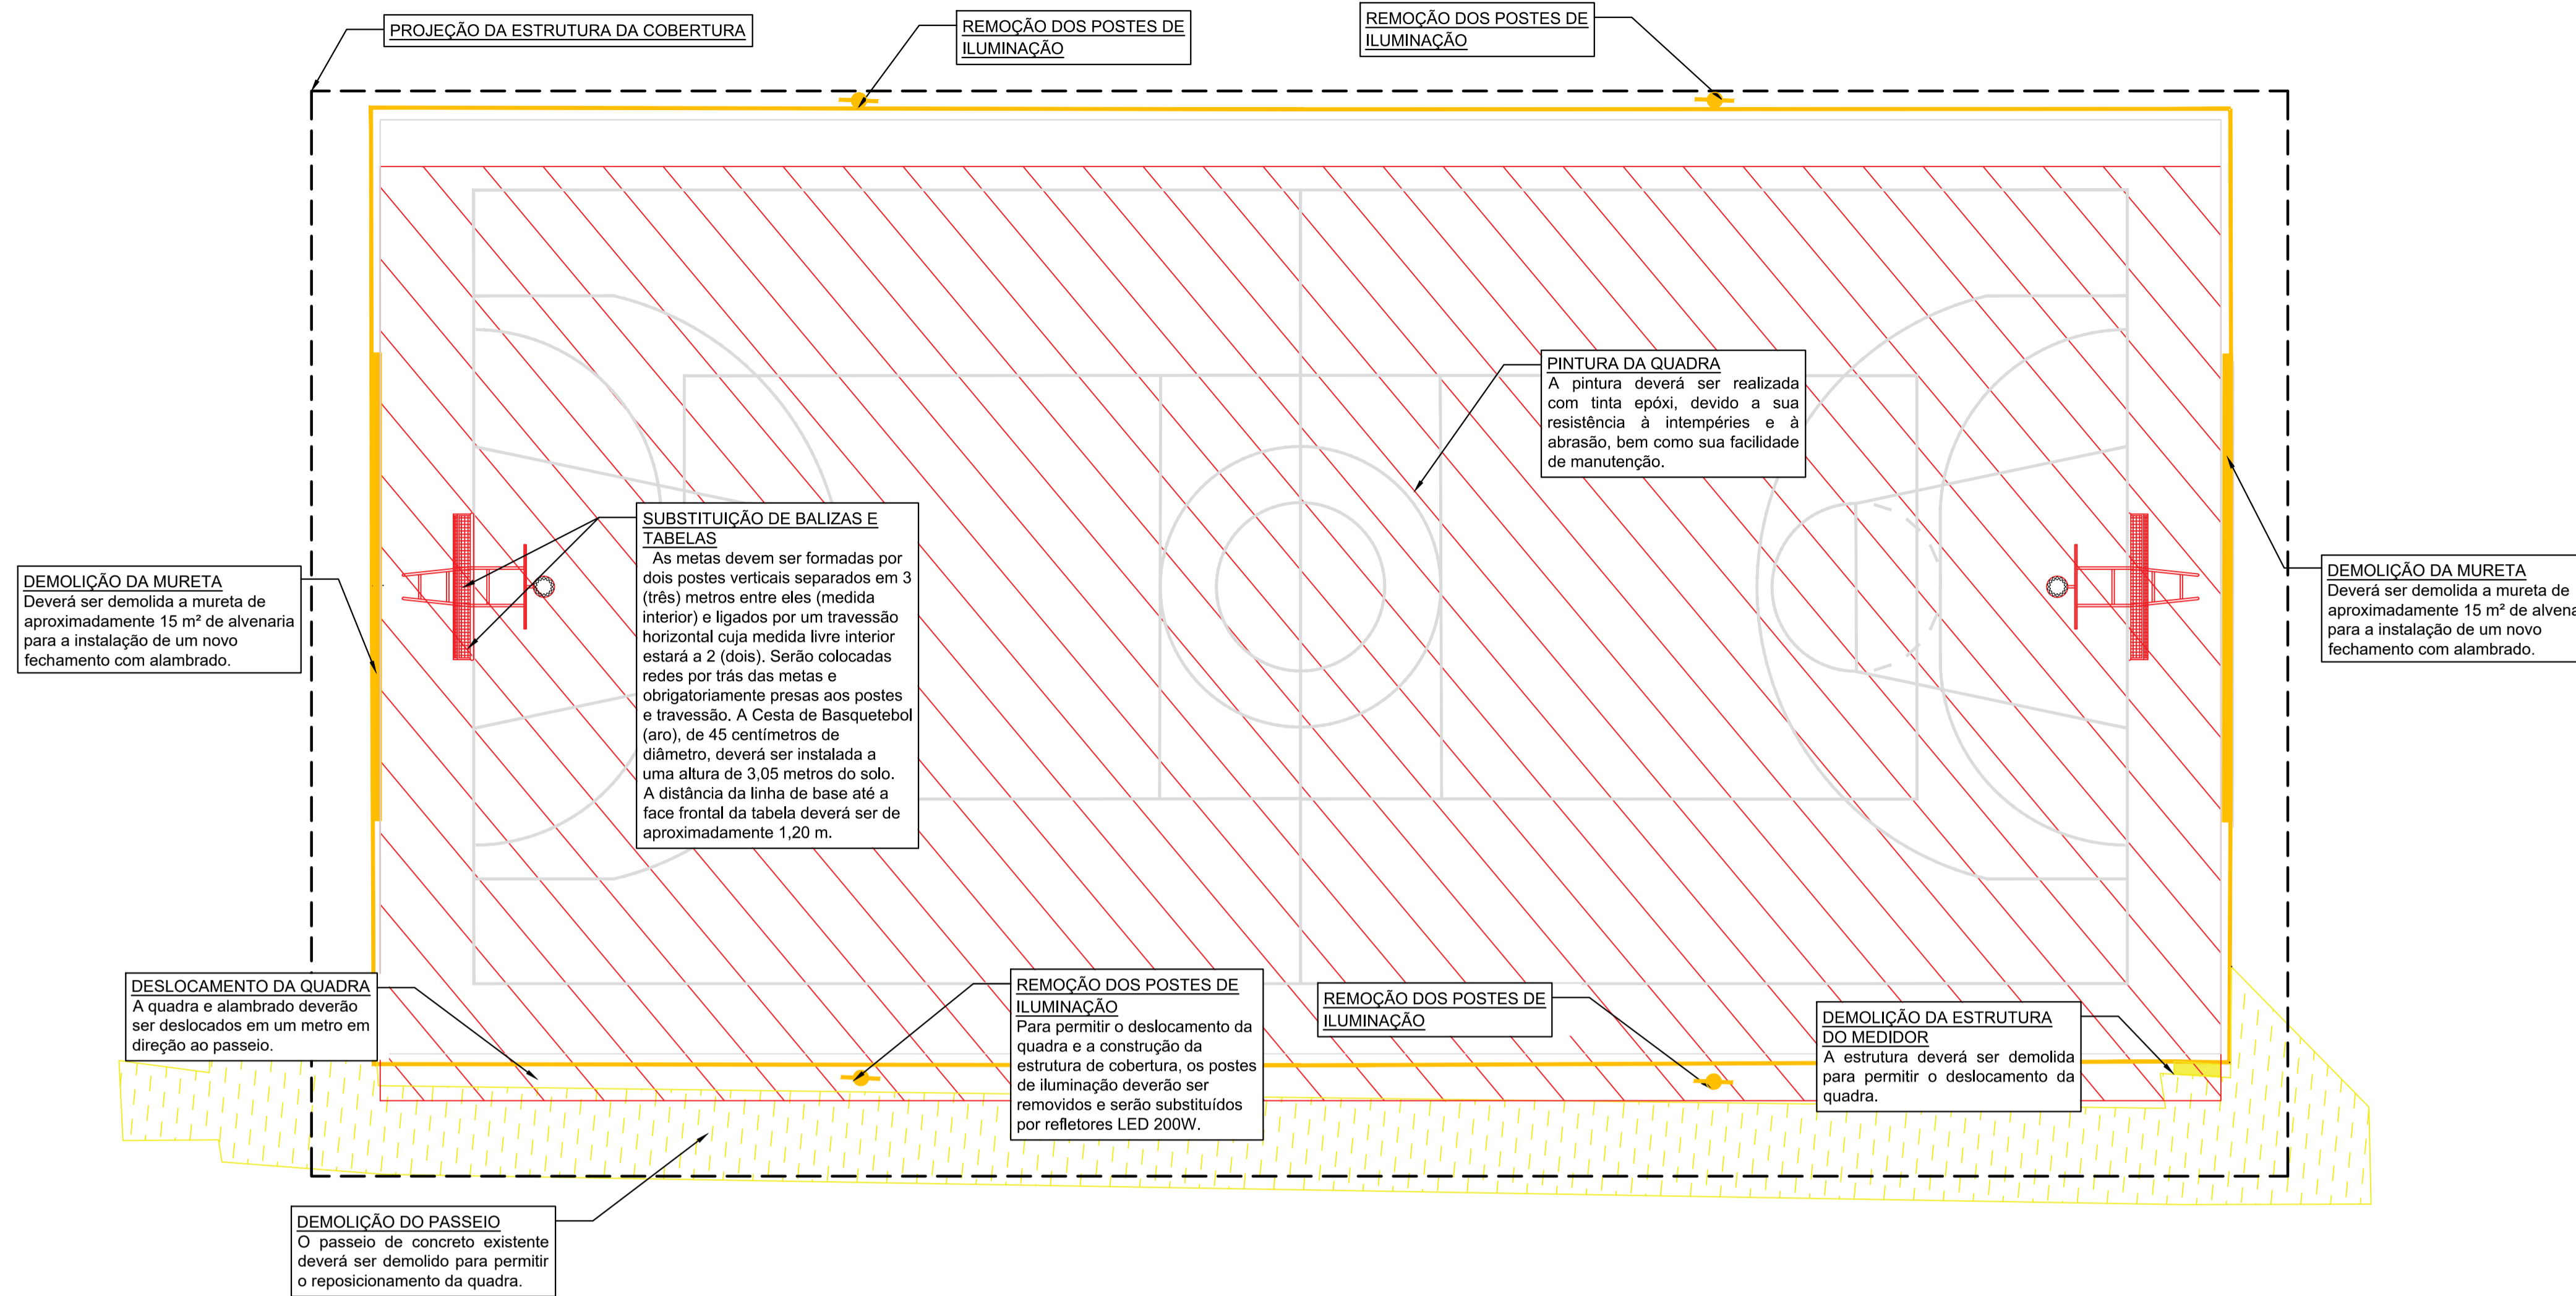 PROJEÇÃO DA ESTRUTURA DA COBERTURA
REMOÇÃO DOS POSTES DE
ILUMINAÇÃO
REMOÇÃO DOS POSTES DE
ILUMINAÇÃO
PINTURA DA QUADRA
A pintura deverá ser realizada
com tinta epóxi, devido a sua
resistência à intempéries e à
abrasão, bem como sua facilidade
de manutenção.
SUBSTITUIÇÃO DE BALIZAS E
TABELAS
As metas devem ser formadas por
dois postes verticais separados em 3
(três) metros entre eles (medida
interior) e ligados por um travessão
horizontal cuja medida livre interior
estará a 2 (dois). Serão colocadas
redes por trás das metas e
obrigatoriamente presas aos postes
e travessão. A Cesta de Basquetebol
(aro), de 45 centímetros de
diâmetro, deverá ser instalada a
uma altura de 3,05 metros do solo.
A distância da linha de base até a
face frontal da tabela deverá ser de
aproximadamente 1,20 m.
DEMOLIÇÃO DA MURETA
Deverá ser demolida a mureta de
aproximadamente 15 m² de alvenaria
para a instalação de um novo
fechamento com alambrado.
DEMOLIÇÃO DA MURETA
Deverá ser demolida a mureta de
aproximadamente 15 m² de alvena
para a instalação de um novo
fechamento com alambrado.
DESLOCAMENTO DA QUADRA
A quadra e alambrado deverão
ser deslocados em um metro em
direção ao passeio.
REMOÇÃO DOS POSTES DE
ILUMINAÇÃO
Para permitir o deslocamento da
quadra e a construção da
estrutura de cobertura, os postes
de iluminação deverão ser
removidos e serão substituídos
por refletores LED 200W.
REMOÇÃO DOS POSTES DE
ILUMINAÇÃO
DEMOLIÇÃO DA ESTRUTURA
DO MEDIDOR
A estrutura deverá ser demolida
para permitir o deslocamento da
quadra.
DEMOLIÇÃO DO PASSEIO
O passeio de concreto existente
deverá ser demolido para permitir
o reposicionamento da quadra.